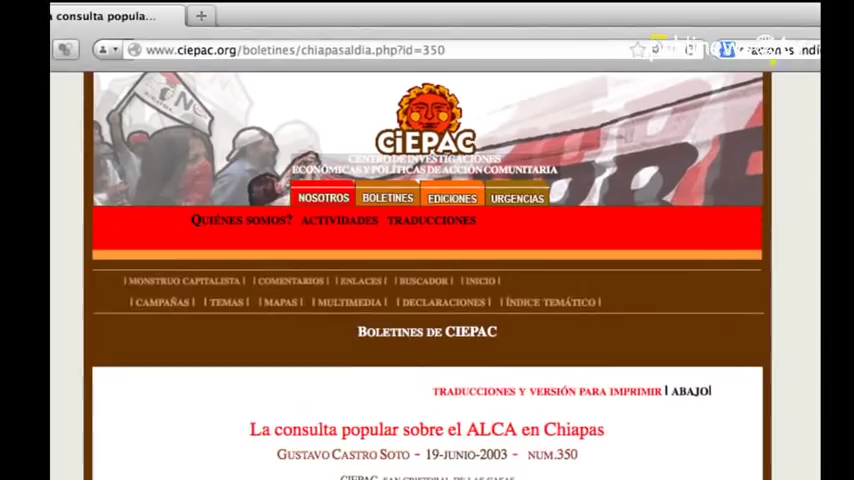 a consulta popula...
www.ciepac.org/boletines/chiapasaldia.php?id=350
CIEPAC
CENTRO DE INVESTIGACIONES
ECONÓMICAS Y POLÍTICAS DE ACCIÓN COMUNITARIA
NOSOTROS BOLETINES EDICIONES URGENCIAS
QUIÉNES SOMOS? ACTIVIDADES TRADUCCIONES
| MONSTRUO CAPITALISTA | | COMENTARIOS | | ENLACES | | BUSCADOR | | INICIO |
| CAMPAÑAS | | TEMAS | | MAPAS | | MULTIMEDIA | | DECLARACIONES | | ÍNDICE TEMÁTICO |
BOLETINES DE CIEPAC
TRADUCCIONES Y VERSIÓN PARA IMPRIMIR | ABAJO|
La consulta popular sobre el ALCA en Chiapas
GUSTAVO CASTRO SOTO - 19-JUNIO-2003 - NUM.350